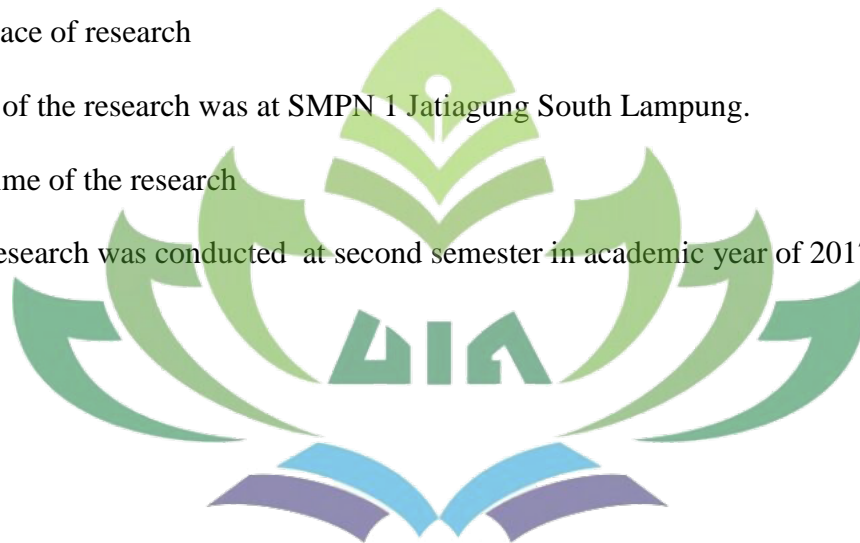 ace of research
of the research was at SMPN 1 Jatiagung South Lampung.
me of the research
esearch was conducted at second semester in academic year of 201
UIN